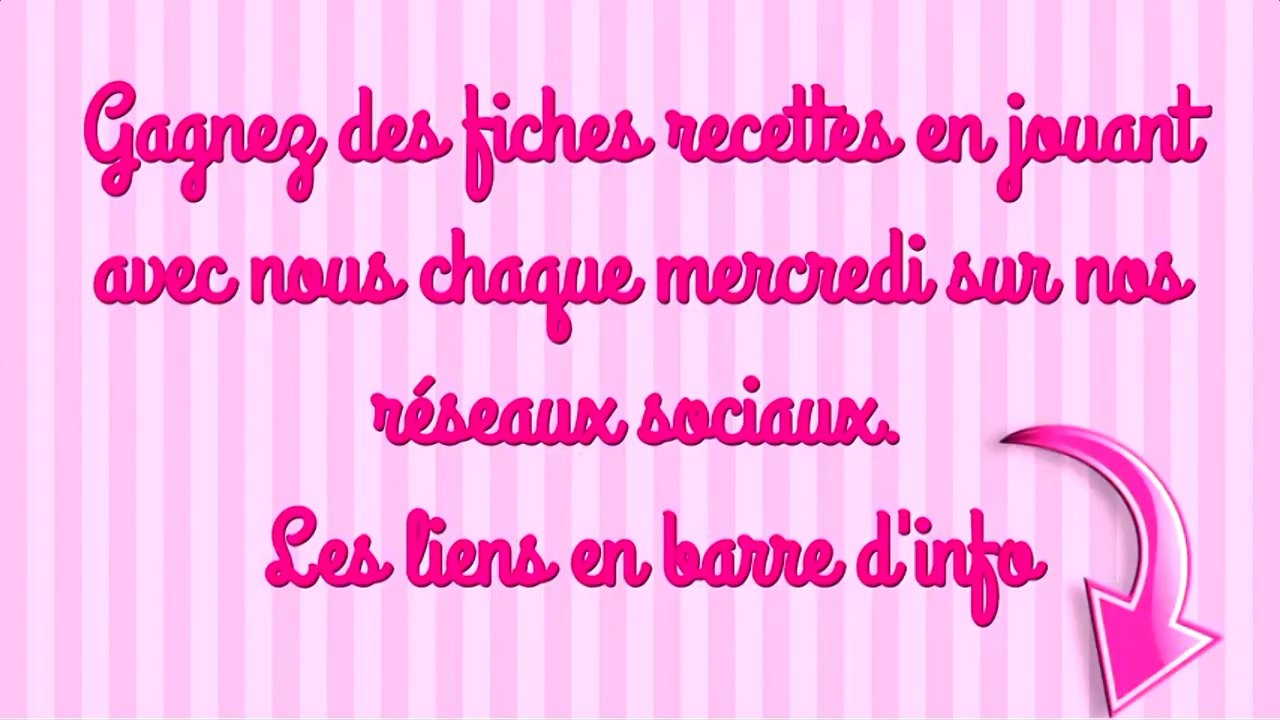 Gagnez des fiches recettes en jouant
avec nous chaque mercredi sur nos
réseaux sociaux.
Les liens en barre d'info